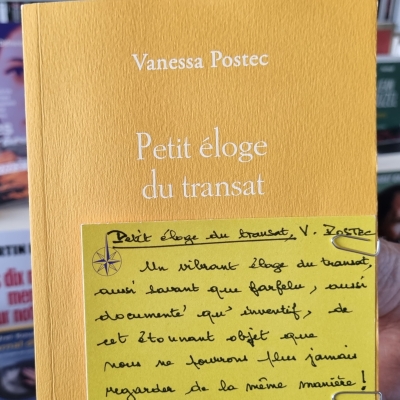 Vanessa Postec
Petit éloge
du transat
Petit éloge du transat, V. POSTEC
Un vibrant éloge du transat,
aussi savant que farfelu, aussi
documenté qu'inventif, de
cet étonnant objet que
nous ne pourrons plus jamais
regarder de la même manière !